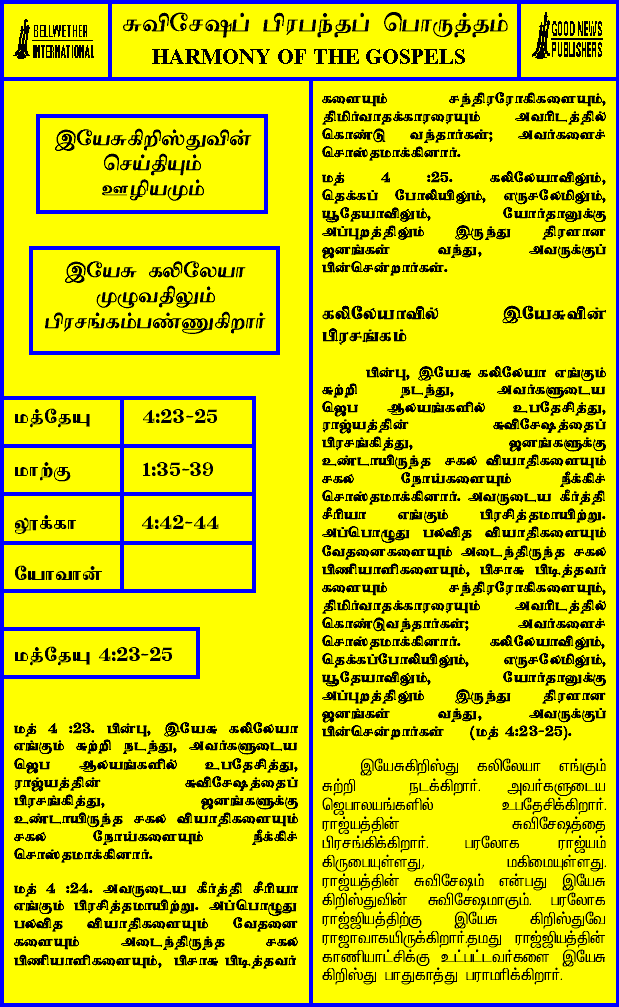 BELLWETHER
INTERNATIONAL
சுவிசேஷப் பிரபந்தப் பொருத்தம்
HARMONY OF THE GOSPELS
GOOD NEWS
PUBLISHERS
இயேசுகிறிஸ்துவின்
செய்தியும்
ஊழியமும்
இயேசு கலிலேயா
முழுவதிலும்
பிரசங்கம்பண்ணுகிறார்
மத்தேயு 4:23-25
மாற்கு 1:35-39
லூக்கா 4:42-44
யோவான்
மத்தேயு 4:23-25
மத் 4 :23. பின்பு, இயேசு கலிலேயா
எங்கும் சுற்றி நடந்து, அவர்களுடைய
ஜெப ஆலயங்களில் உபதேசித்து,
ராஜ்யத்தின் சுவிசேஷத்தைப்
பிரசங்கித்து, ஜனங்களுக்கு
உண்டாயிருந்த சகல வியாதிகளையும்
சகல நோய்களையும் நீக்கிச்
சொஸ்தமாக்கினார்.
மத் 4 :24. அவருடைய கீர்த்தி சீரியா
எங்கும் பிரசித்தமாயிற்று. அப்பொழுது
பல்வித வியாதிகளையும் வேதனை
களையும் அடைந்திருந்த சகல
பிணியாளிகளையும், பிசாசு பிடித்தவர்
களையும் சந்திரரோகிகளையும்,
திமிர்வாதக்காரரையும் அவரிடத்தில்
கொண்டு வந்தார்கள்; அவர்களைச்
சொஸ்தமாக்கினார்.
மத் 4 :25. கலிலேயாவிலும்,
தெக்கப் போலியிலும், எருசலேமிலும்,
யூதேயாவிலும், யோர்தானுக்கு
அப்புறத்திலும் இருந்து திரளான
ஜனங்கள் வந்து, அவருக்குப்
பின்சென்றார்கள்.
கலிலேயாவில் இயேசுவின்
பிரசங்கம்
பின்பு, இயேசு கலிலேயா எங்கும்
சுற்றி நடந்து, அவர்களுடைய
ஜெப ஆலயங்களில் உபதேசித்து,
ராஜ்யத்தின் சுவிசேஷத்தைப்
பிரசங்கித்து, ஜனங்களுக்கு
உண்டாயிருந்த சகல வியாதிகளையும்
சகல நோய்களையும் நீக்கிச்
சொஸ்தமாக்கினார். அவருடைய கீர்த்தி
சீரியா எங்கும் பிரசித்தமாயிற்று.
அப்பொழுது பல்வித வியாதிகளையும்
வேதனைகளையும் அடைந்திருந்த சகல
பிணியாளிகளையும், பிசாசு பிடித்தவர்
களையும் சந்திரரோகிகளையும்,
திமிர்வாதக்காரரையும் அவரிடத்தில்
கொண்டுவந்தார்கள்; அவர்களைச்
சொஸ்தமாக்கினார். கலிலேயாவிலும்,
தெக்கப்போலியிலும், எருசலேமிலும்,
யூதேயாவிலும், யோர்தானுக்கு
அப்புறத்திலும் இருந்து திரளான
ஜனங்கள் வந்து, அவருக்குப்
பின்சென்றார்கள் (மத் 4:23-25).
இயேசுகிறிஸ்து கலிலேயா எங்கும்
சுற்றி நடக்கிறார். அவர்களுடைய
ஜெபாலயங்களில் உபதேசிக்கிறார்.
ராஜ்யத்தின் சுவிசேஷத்தை
பிரசங்கிக்கிறார். பரலோக ராஜ்யம்
கிருபையுள்ளது, மகிமையுள்ளது.
ராஜ்யத்தின் சுவிசேஷம் என்பது இயேசு
கிறிஸ்துவின் சுவிசேஷமாகும். பரலோக
ராஜ்ஜியத்திற்கு இயேசு கிறிஸ்துவே
ராஜாவாகயிருக்கிறார்.தமது ராஜ்ஜியத்தின்
காணியாட்சிக்கு உட்பட்டவர்களை இயேசு
கிறிஸ்து பாதுகாத்து பராமரிக்கிறார்.